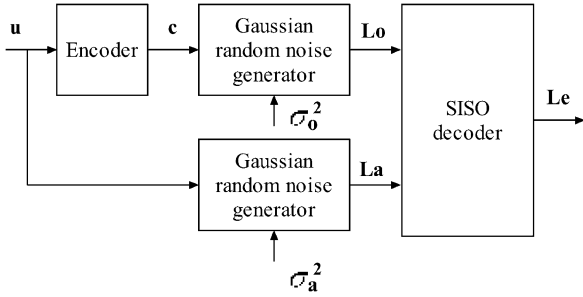 u
Encoder
c
Gaussian
random noise
generator
Lo
σo²
Gaussian
random noise
generator
La
σa²
SISO
decoder
Le